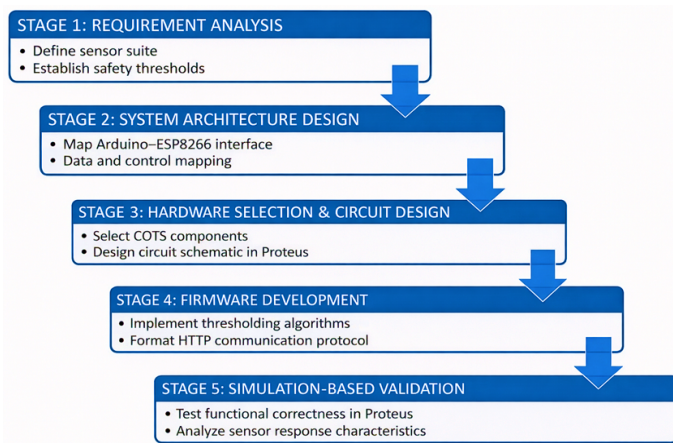 STAGE 1: REQUIREMENT ANALYSIS
• Define sensor suite
• Establish safety thresholds
STAGE 2: SYSTEM ARCHITECTURE DESIGN
• Map Arduino–ESP8266 interface
• Data and control mapping
STAGE 3: HARDWARE SELECTION & CIRCUIT DESIGN
• Select COTS components
• Design circuit schematic in Proteus
STAGE 4: FIRMWARE DEVELOPMENT
• Implement thresholding algorithms
• Format HTTP communication protocol
STAGE 5: SIMULATION-BASED VALIDATION
• Test functional correctness in Proteus
• Analyze sensor response characteristics